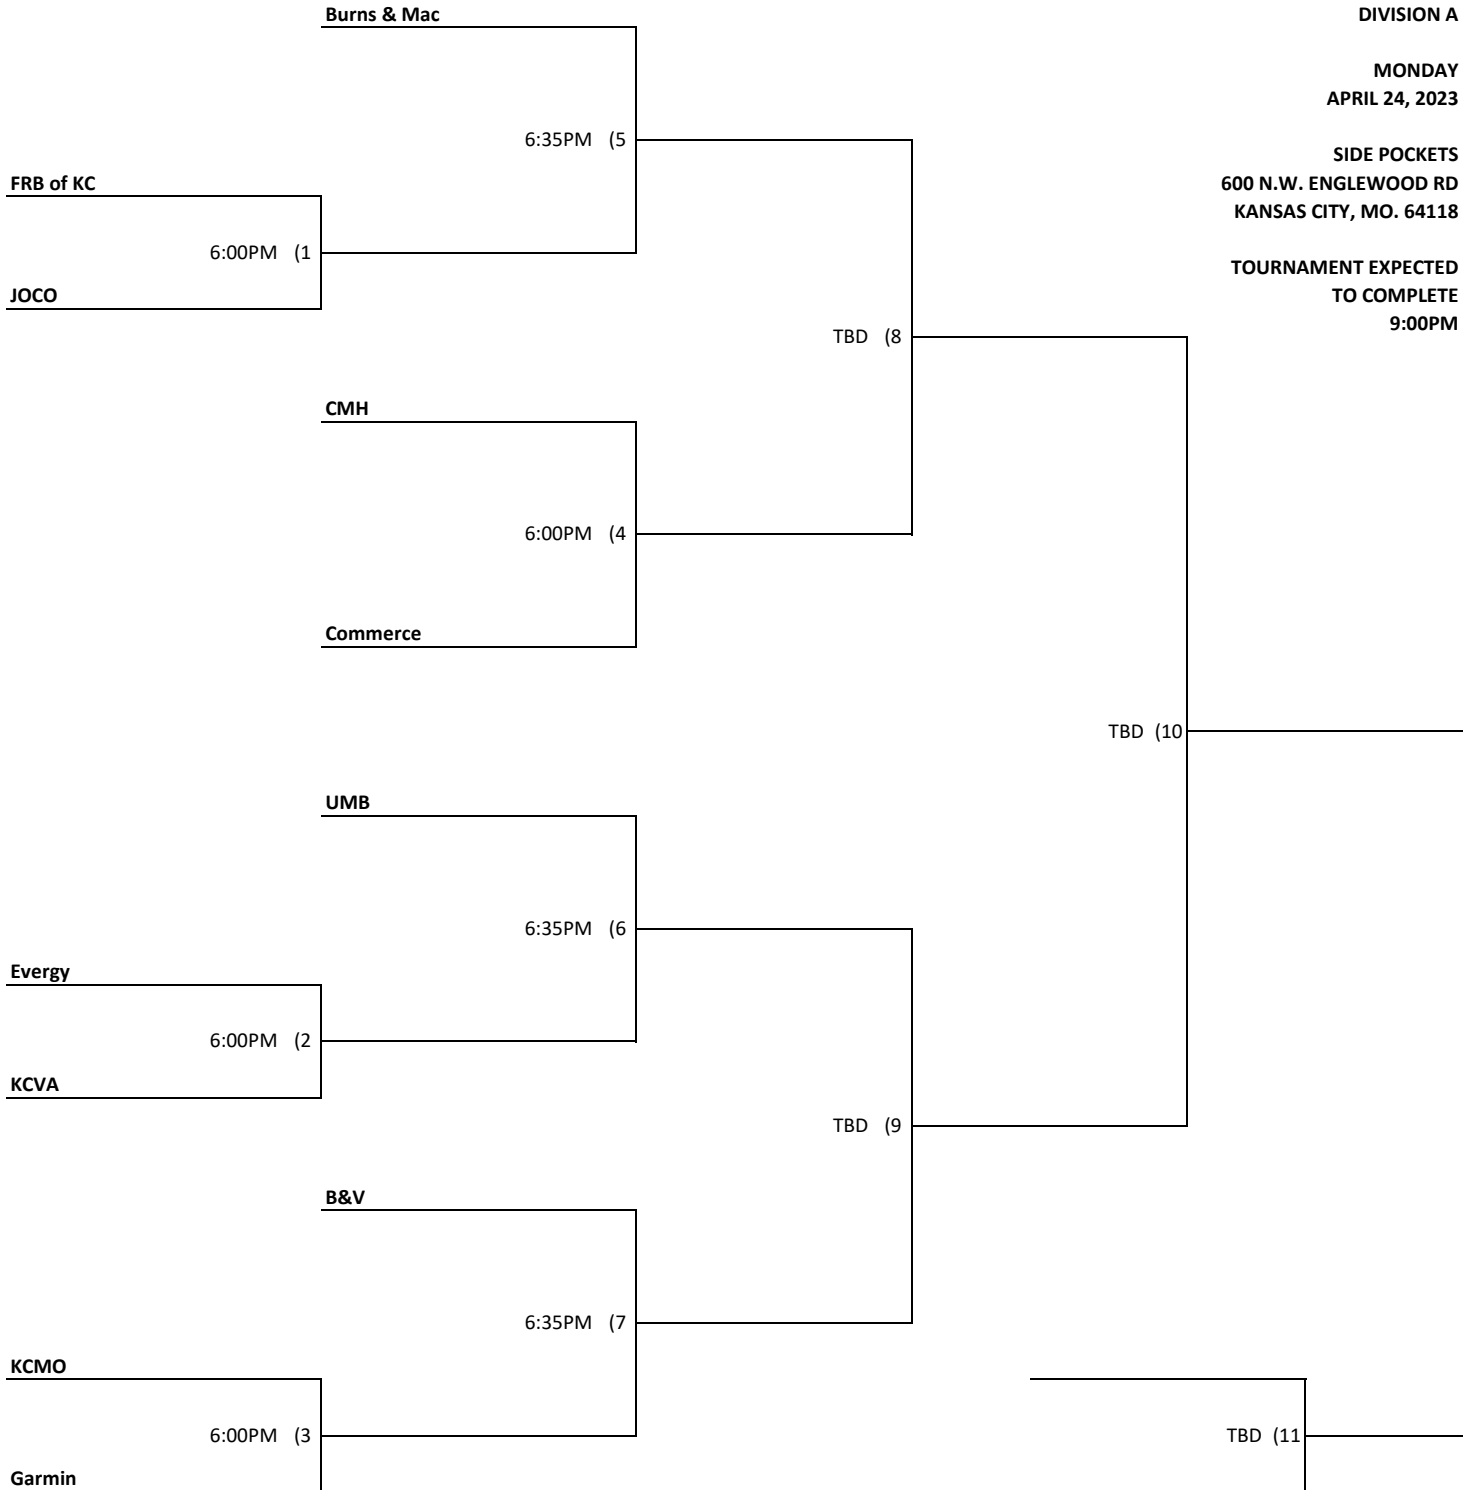 Burns & Mac
DIVISION A
MONDAY
APRIL 24, 2023
6:35PM (5
SIDE POCKETS
FRB of KC
600 N.W. ENGLEWOOD RD
KANSAS CITY, MO. 64118
6:00PM (1
TOURNAMENT EXPECTED
JOCO
TO COMPLETE
9:00PM
TBD (8
CMH
6:00PM (4
Commerce
TBD (10
UMB
6:35PM (6
Evergy
6:00PM (2
KCVA
TBD (9
B&V
6:35PM (7
KCMO
6:00PM (3
TBD (11
Garmin